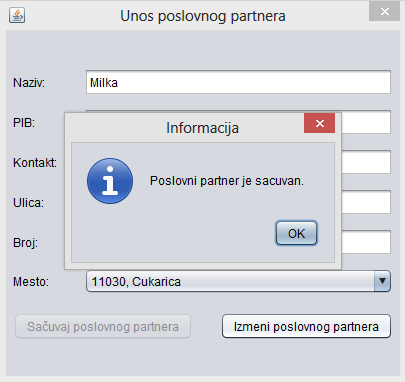 Unos poslovnog partnera
Naziv: Milka
Informacija
PIB:
Poslovni partner je sacuvan.
Kontakt:
Ulica:
OK
Broj:
Mesto: 11030, Cukarica
Sačuvaj poslovnog partnera Izmeni poslovnog partnera